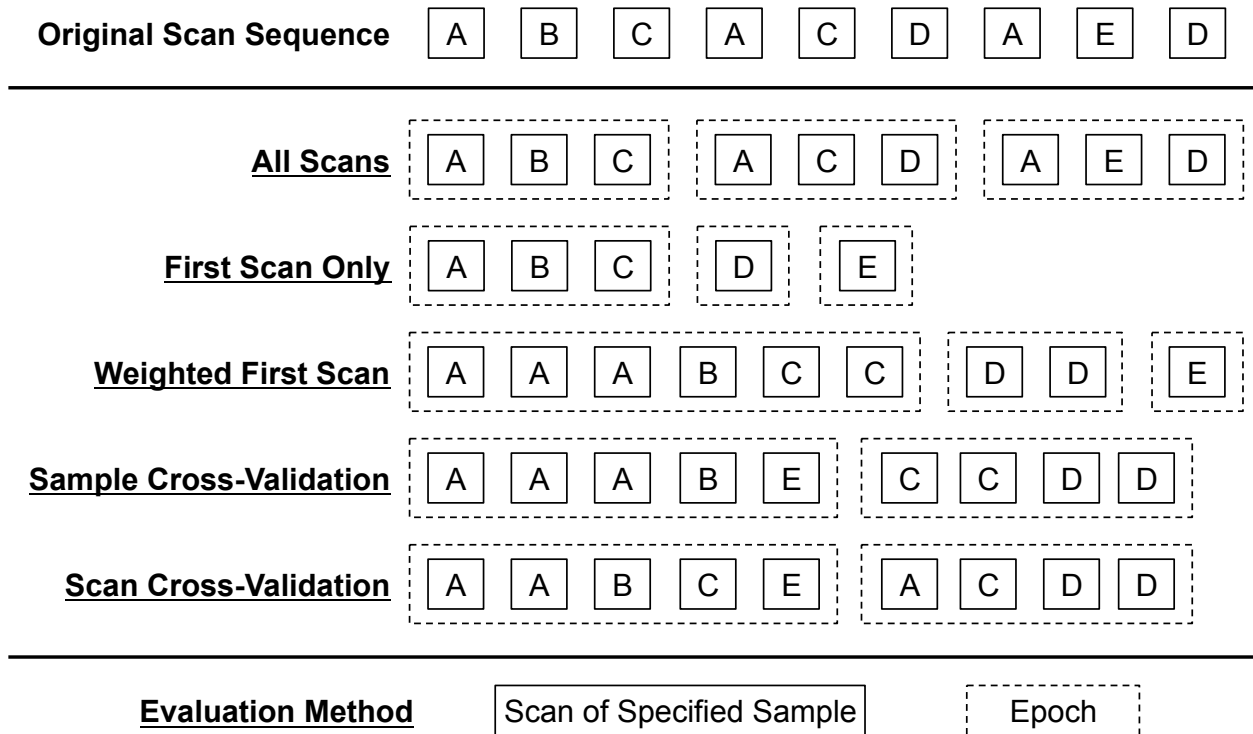 Original Scan Sequence A B C A C D A E D
All Scans A B C A C D A E D
First Scan Only A B C D E
Weighted First Scan A A A B C C D D E
Sample Cross-Validation A A A B E C C D D
Scan Cross-Validation A A B C E A C D D
Evaluation Method Scan of Specified Sample Epoch